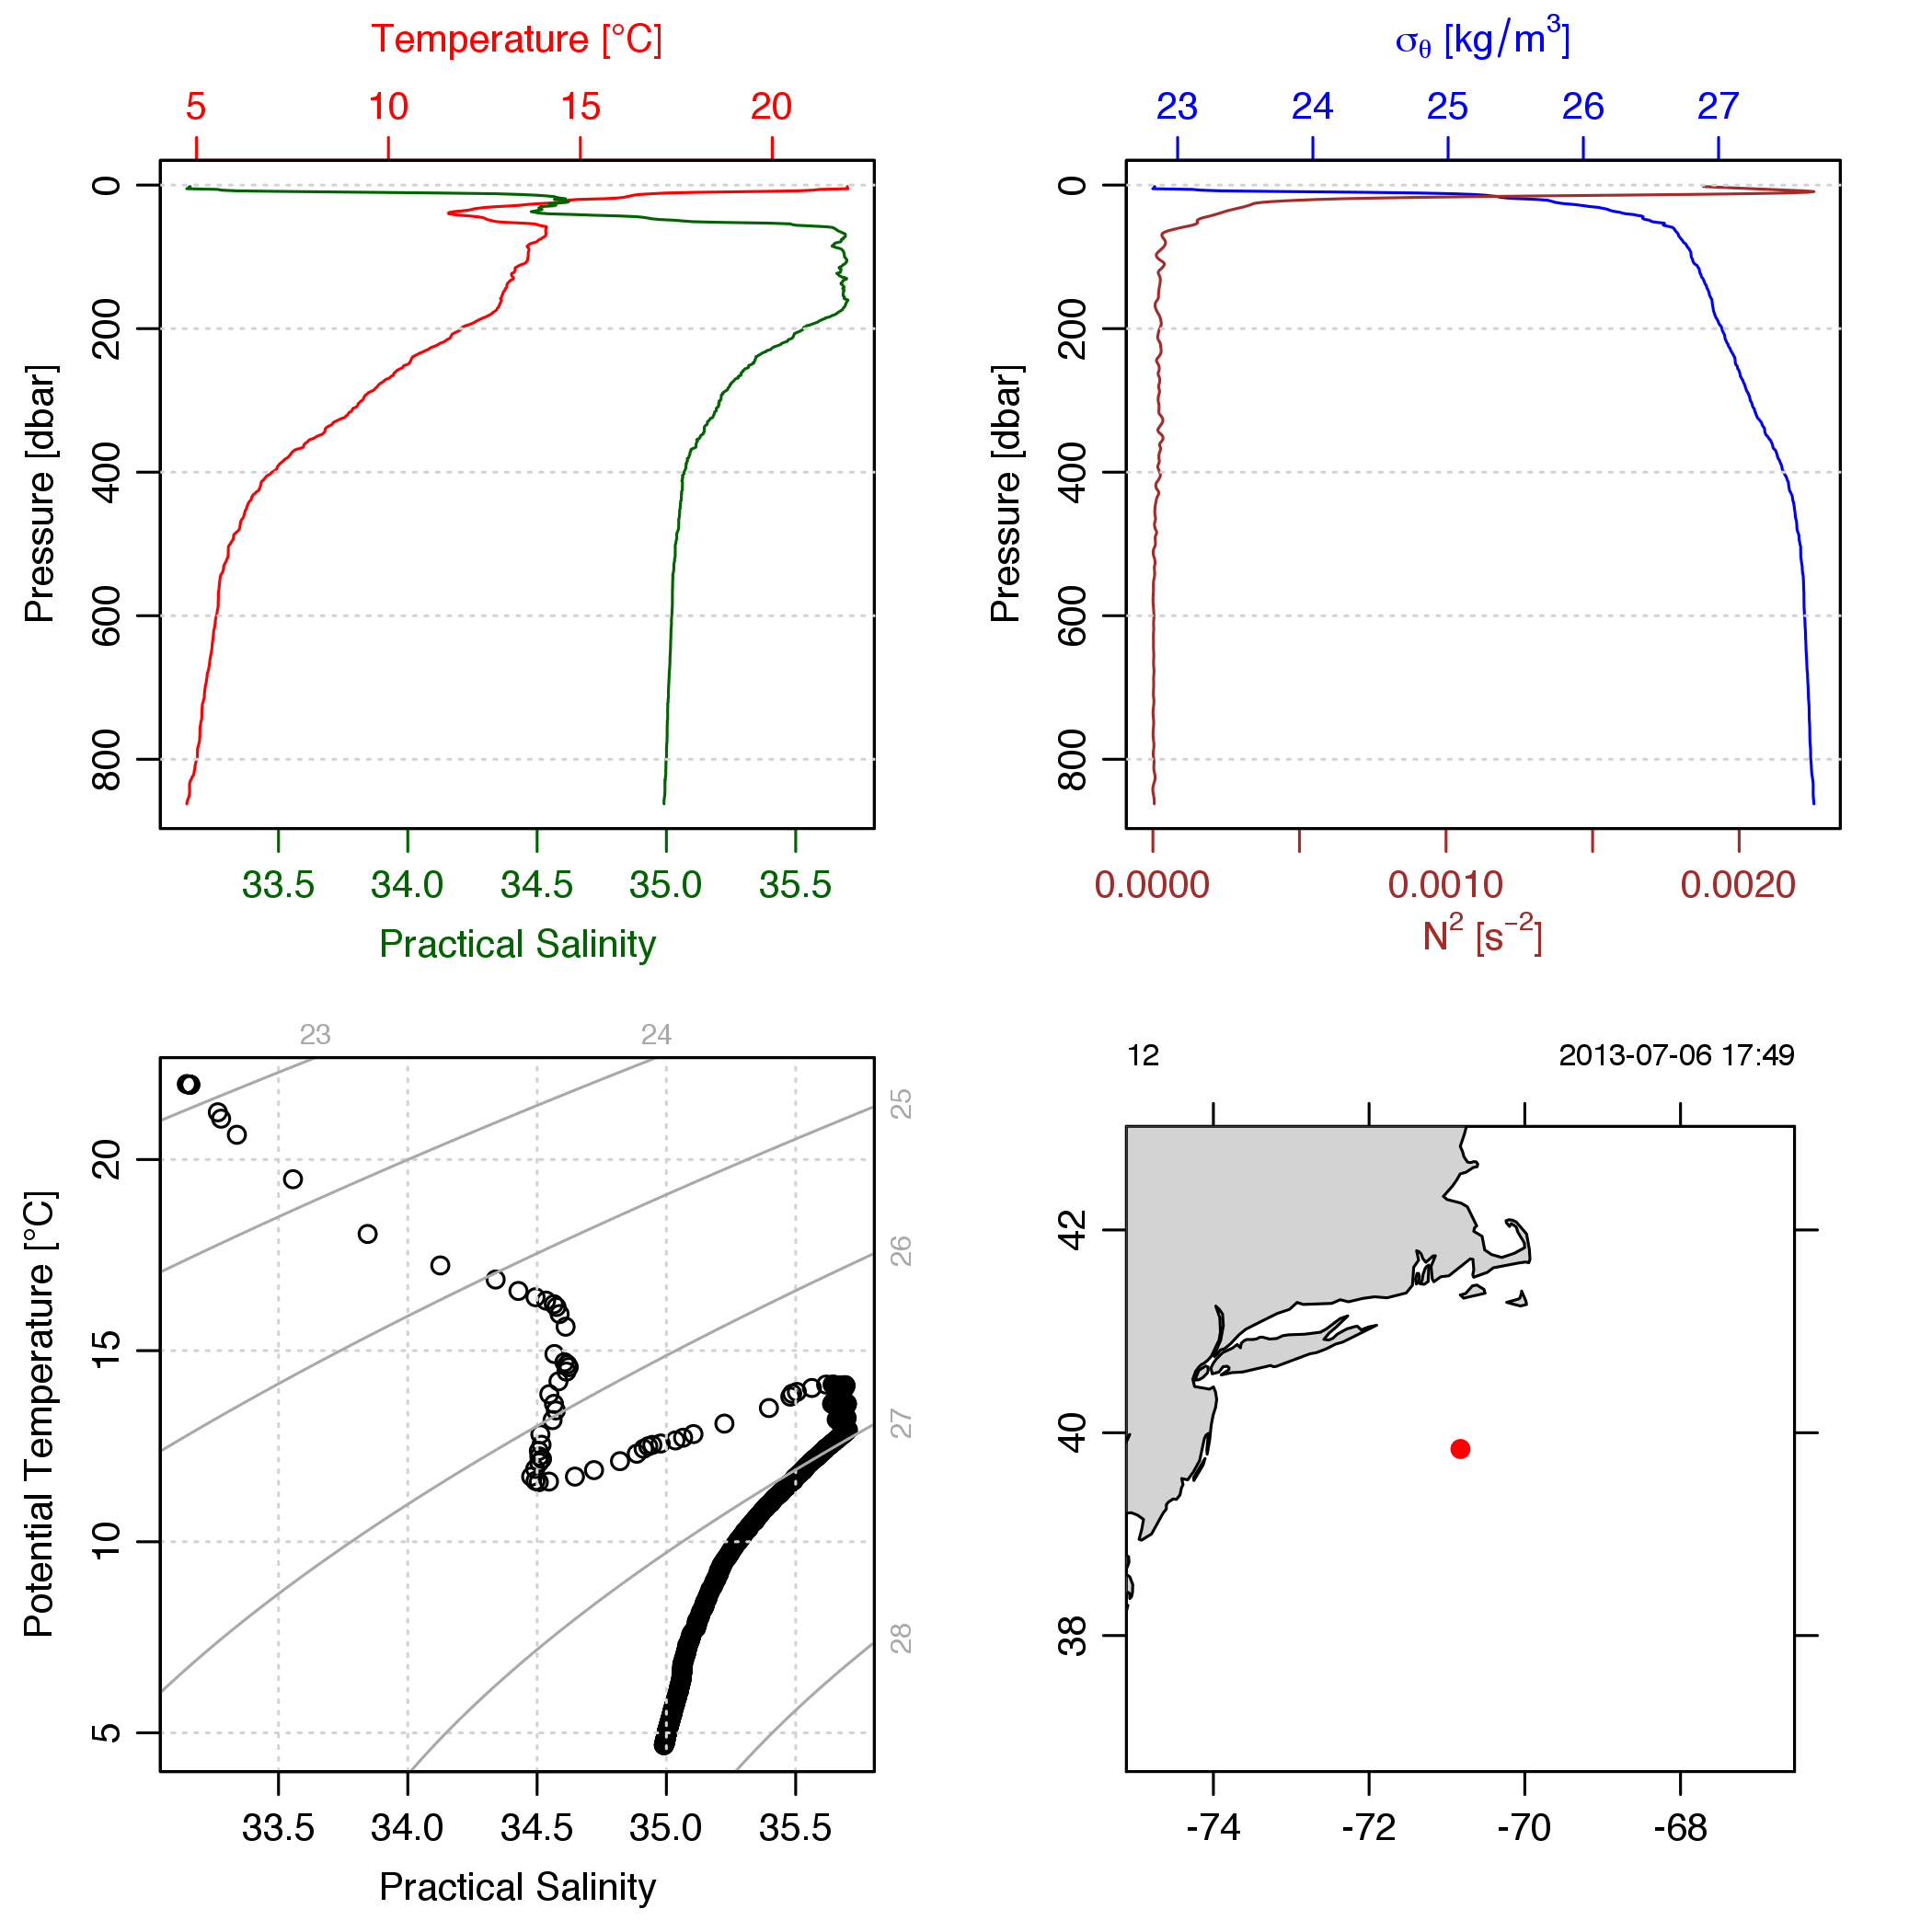 Temperature [°C]
5 10 15 20
0
200
400
600
800
Pressure [dbar]
33.5 34.0 34.5 35.0 35.5
Practical Salinity
σθ [kg/m³]
23 24 25 26 27
0
200
400
600
800
Pressure [dbar]
0.0000 0.0010 0.0020
N² [s⁻²]
23 24
25
26
27
28
20
15
10
5
Potential Temperature [°C]
33.5 34.0 34.5 35.0 35.5
Practical Salinity
12 2013-07-06 17:49
42
40
38
-74 -72 -70 -68